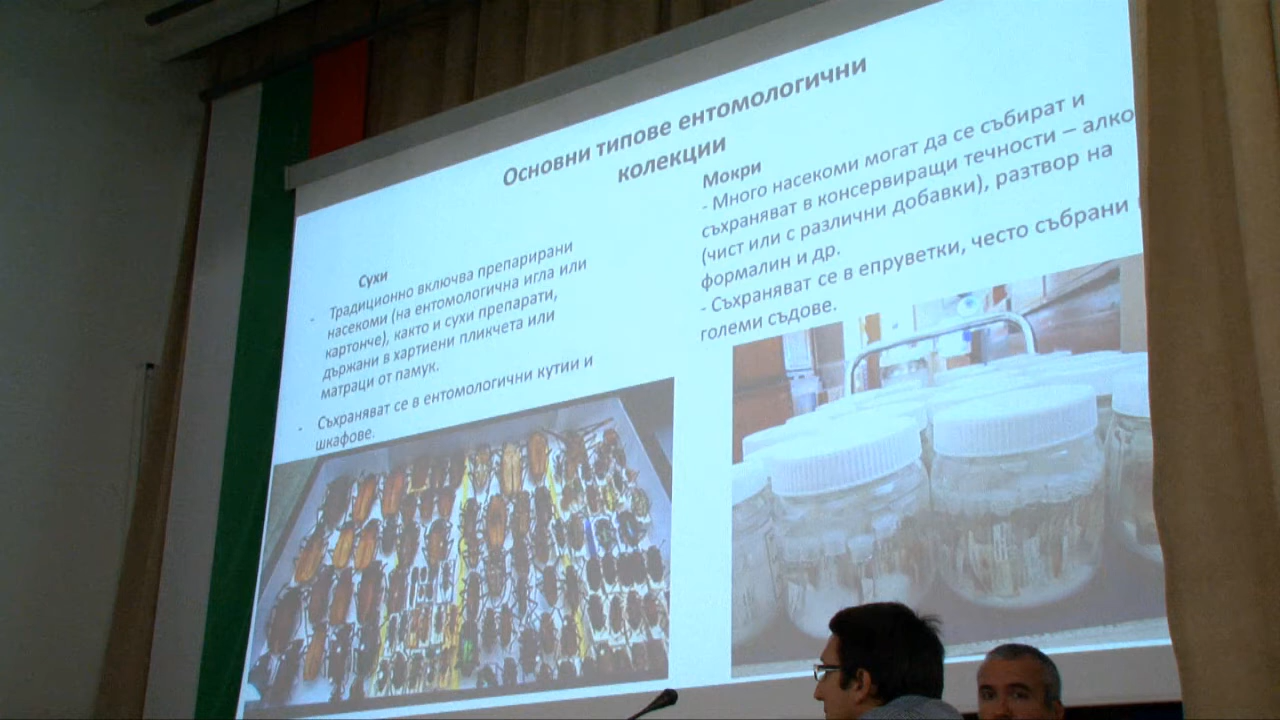 Основни типове ентомологични
колекции
Сухи
- Традиционно включва препарирани
насекоми (на ентомологична игла или
картонче), както и сухи препарати,
държани в хартиени пликчета или
матраци от памук.
- Съхраняват се в ентомологични кутии и
шкафове.
Мокри
- Много насекоми могат да се събират и
съхраняват в консервиращи течности – алко
(чист или с различни добавки), разтвор на
формалин и др.
- Съхраняват се в епруветки, често събрани
големи съдове.